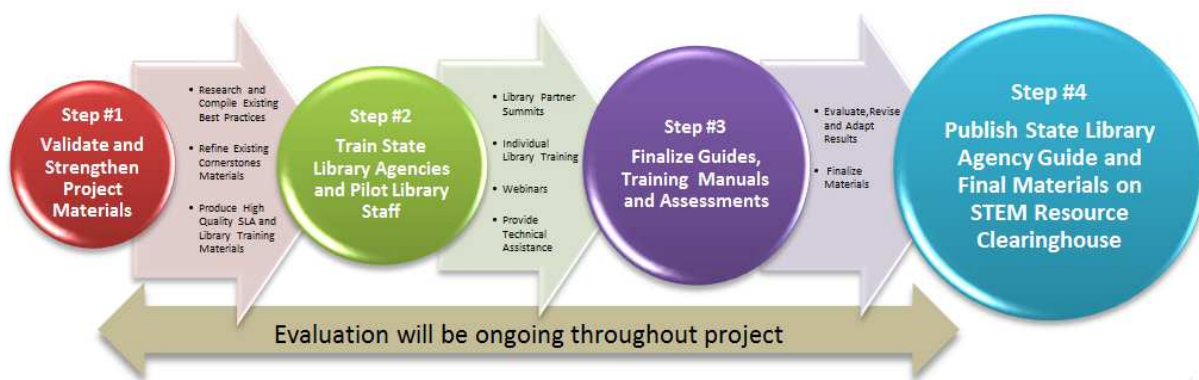 Step #1
Validate and
Strengthen
Project
Materials
• Research and
Compile Existing
Best Practices
• Refine Existing
Cornerstones
Materials
• Produce High
Quality SLA and
Library Training
Materials
Step #2
Train State
Library Agencies
and Pilot Library
Staff
• Library Partner
Summits
• Individual
Library Training
• Webinars
• Provide
Technical
Assistance
Step #3
Finalize Guides,
Training Manuals
and Assessments
• Evaluate, Revise
and Adapt
Results
• Finalize
Materials
Step #4
Publish State Library
Agency Guide and
Final Materials on
STEM Resource
Clearinghouse
Evaluation will be ongoing throughout project